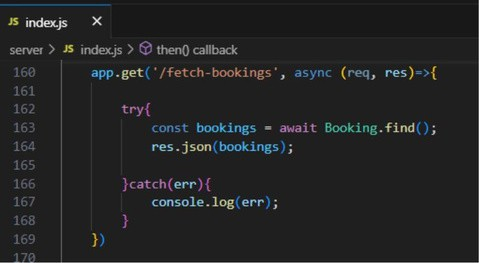 JS index.js ×
server > JS index.js > then() callback
160 app.get('/fetch-bookings', async (req, res)=>{
161
162 try{
163 const bookings = await Booking.find();
164 res.json(bookings);
165
166 }catch(err){
167 console.log(err);
168 }
169 })
170